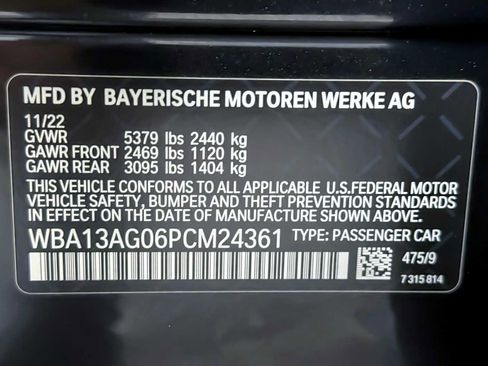 MFD BY BAYERISCHE MOTOREN WERKE AG
11/22
GVWR 5379 lbs 2440 kg
GAWR FRONT 2469 lbs 1120 kg
GAWR REAR 3095 lbs 1404 kg
THIS VEHICLE CONFORMS TO ALL APPLICABLE U.S.FEDERAL MOTOR
VEHICLE SAFETY, BUMPER AND THEFT PREVENTION STANDARDS
IN EFFECT ON THE DATE OF MANUFACTURE SHOWN ABOVE.
WBA13AG06PCM24361 TYPE: PASSENGER CAR
475/9
7 315 814